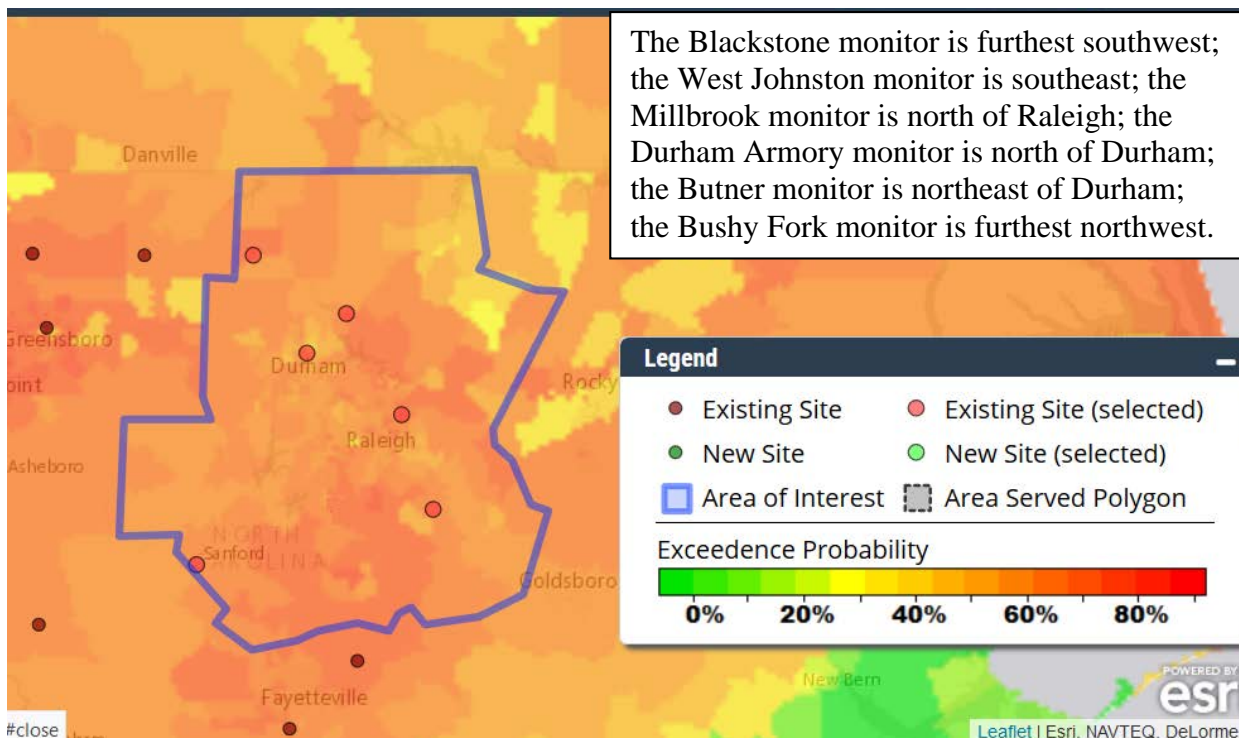 The Blackstone monitor is furthest southwest;
the West Johnston monitor is southeast; the
Millbrook monitor is north of Raleigh; the
Durham Armory monitor is north of Durham;
the Butner monitor is northeast of Durham;
the Bushy Fork monitor is furthest northwest.
Danville
Greensboro
Durham
oint
Rocky
Raleigh
Asheboro
NORTH
CAROLINA
Sanford
Goldsboro
Fayetteville
New Bern
Legend
Existing Site
Existing Site (selected)
New Site
New Site (selected)
Area of Interest
Area Served Polygon
Exceedence Probability
0% 20% 40% 60% 80%
POWERED BY
esri
#close
Leaflet | Esri, NAVTEQ, DeLorme